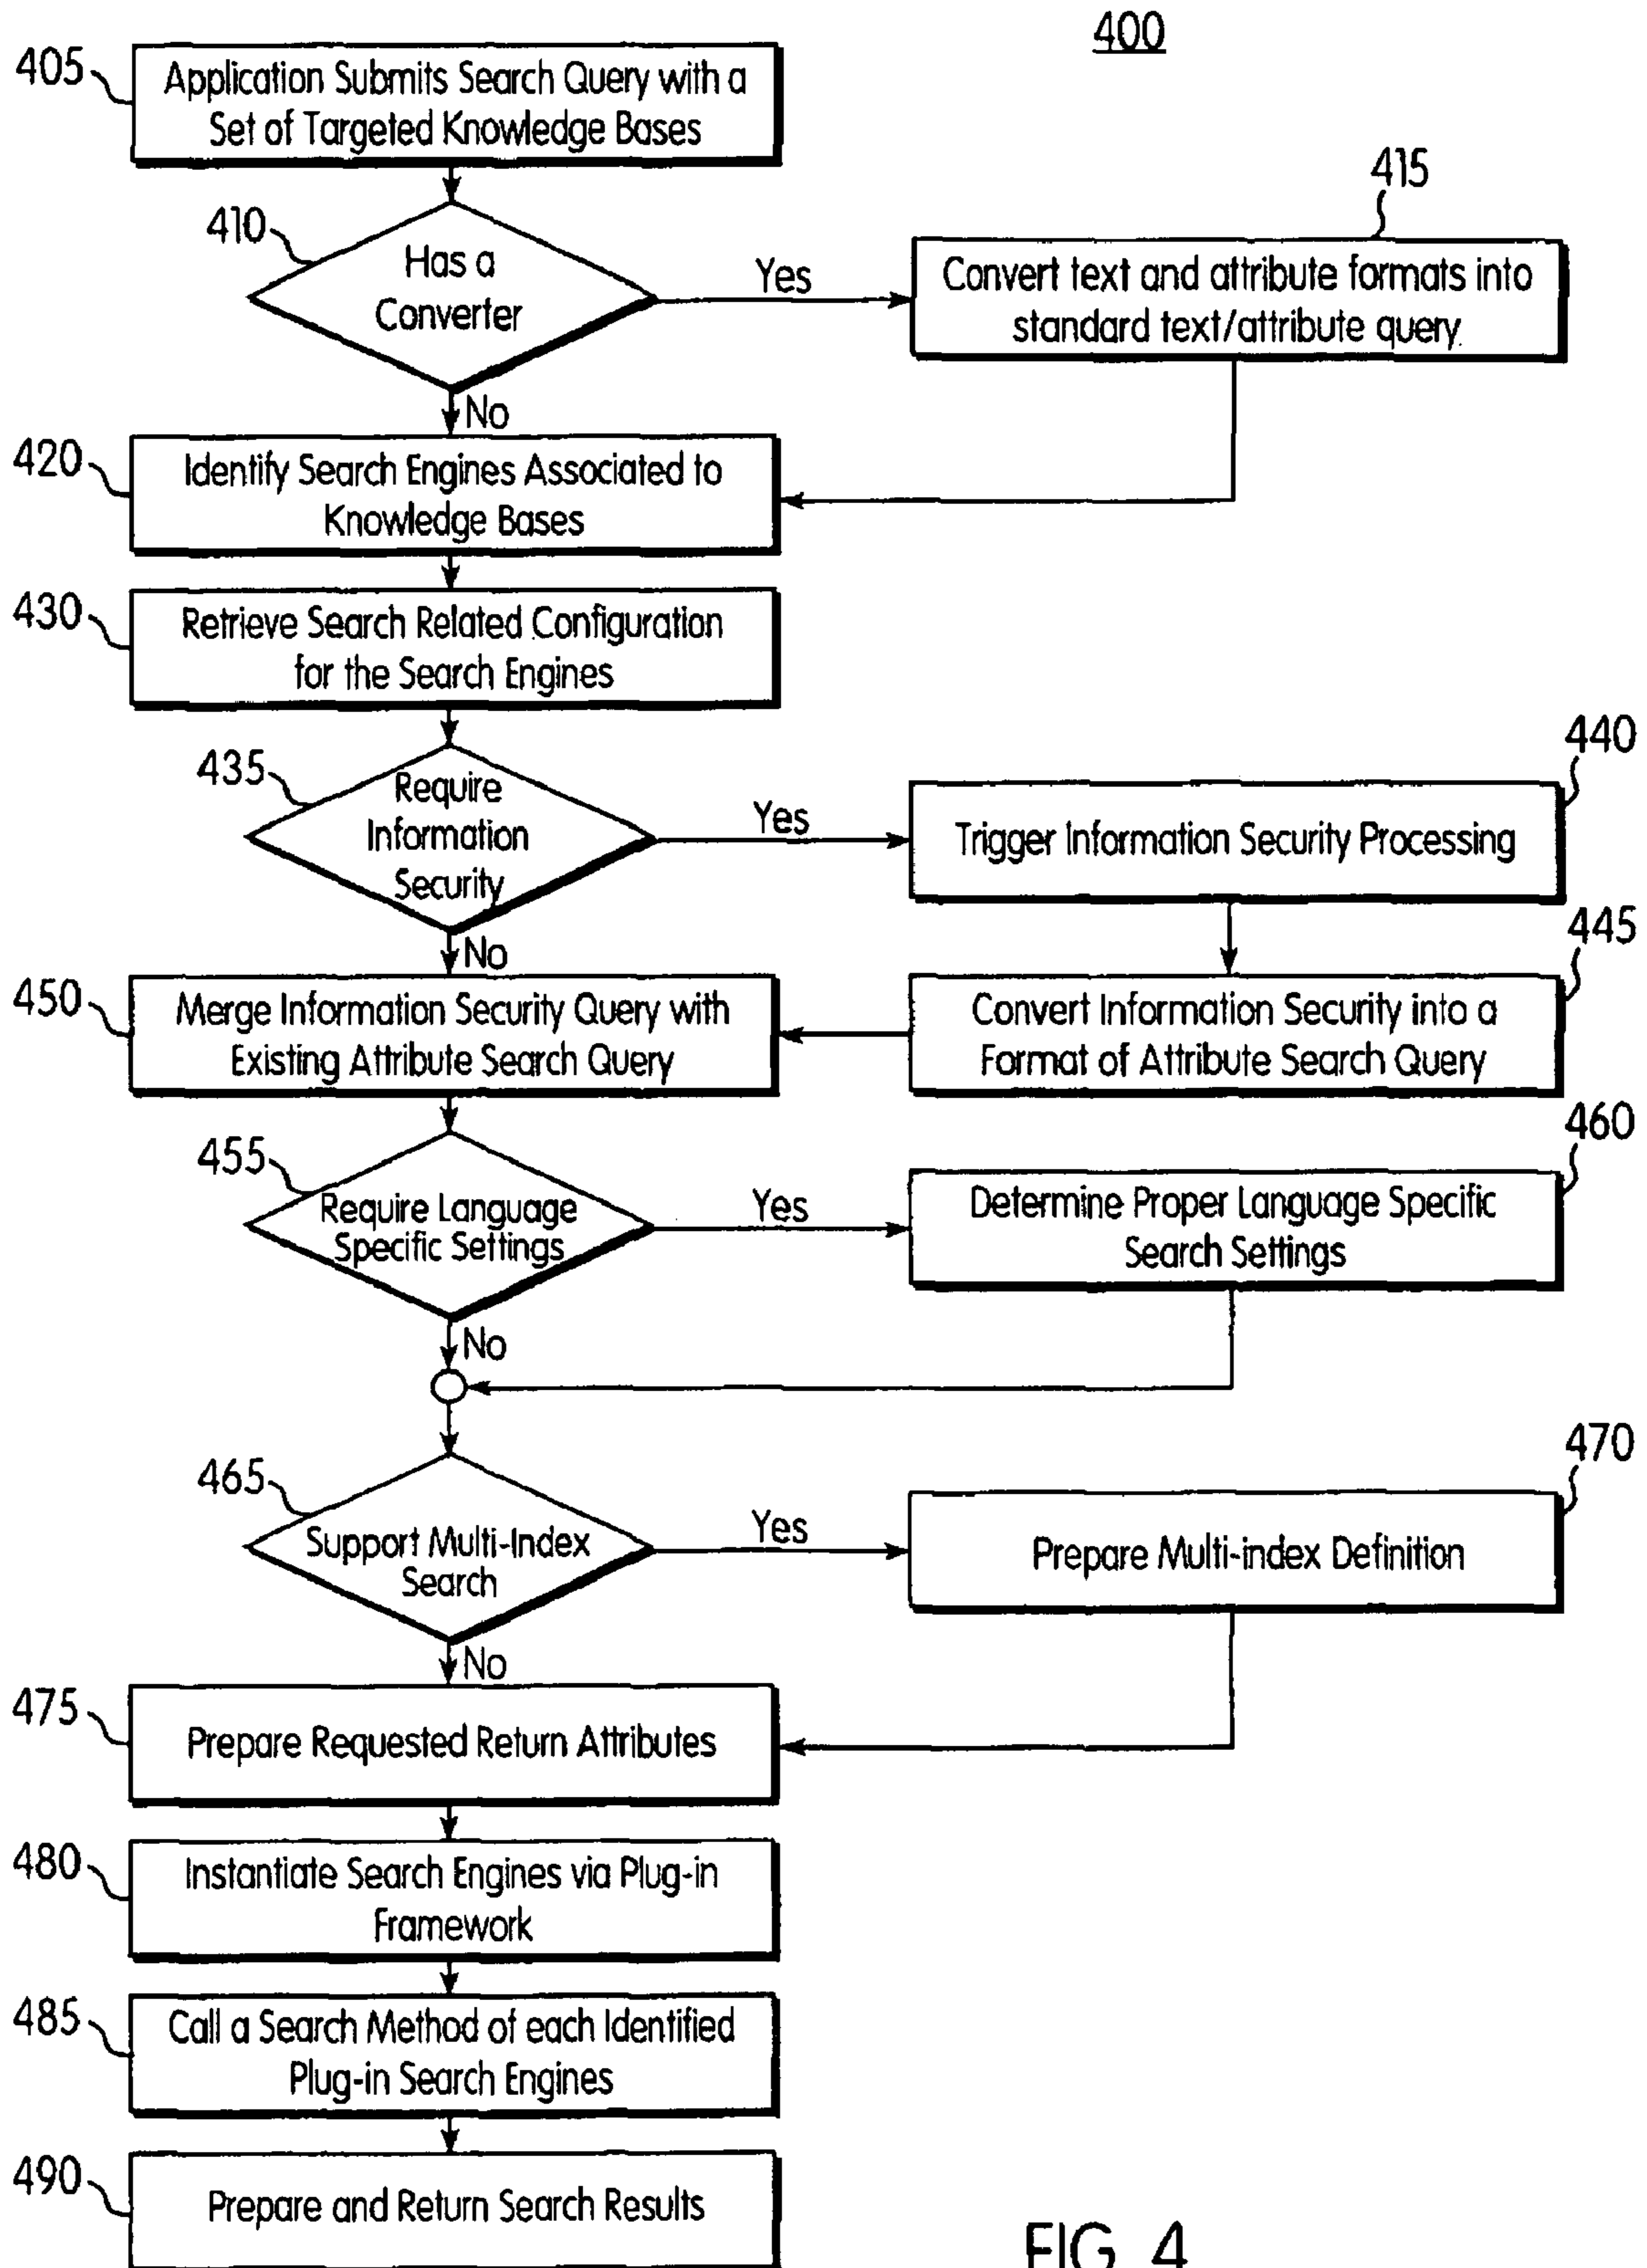 400
405
Application Submits Search Query with a
Set of Targeted Knowledge Bases
410
Has a
Converter
Yes
415
Convert text and attribute formats into
standard text/attribute query.
No
420
Identify Search Engines Associated to
Knowledge Bases
430
Retrieve Search Related Configuration
for the Search Engines
435
Require
Information
Security
Yes
440
Trigger Information Security Processing
No
445
Convert Information Security into a
Format of Attribute Search Query
450
Merge Information Security Query with
Existing Attribute Search Query
455
Require Language
Specific Settings
Yes
460
Determine Proper Language Specific
Search Settings
No
465
Support Multi-Index
Search
Yes
470
Prepare Multi-index Definition
No
475
Prepare Requested Return Attributes
480
Instantiate Search Engines via Plug-in
Framework
485
Call a Search Method of each Identified
Plug-in Search Engines
490
Prepare and Return Search Results
FIG. 4